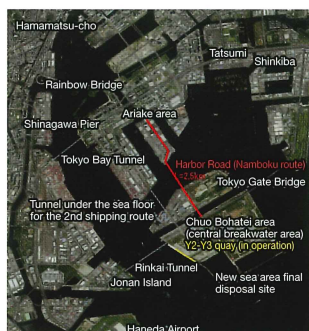 Hamamatsu-cho
Tatsumi
Shinkiba
Rainbow Bridge
Ariake area
Shinagawa Pier
Tokyo Bay Tunnel
Harbor Road (Namboku route)
L=2.5km
Tokyo Gate Bridge
Tunnel under the sea floor
for the 2nd shipping route
Chuo Bohatei area
(central breakwater area)
Y2-Y3 quay (in operation)
Rinkai Tunnel
New sea area final
disposal site
Jonan Island
Haneda Airport